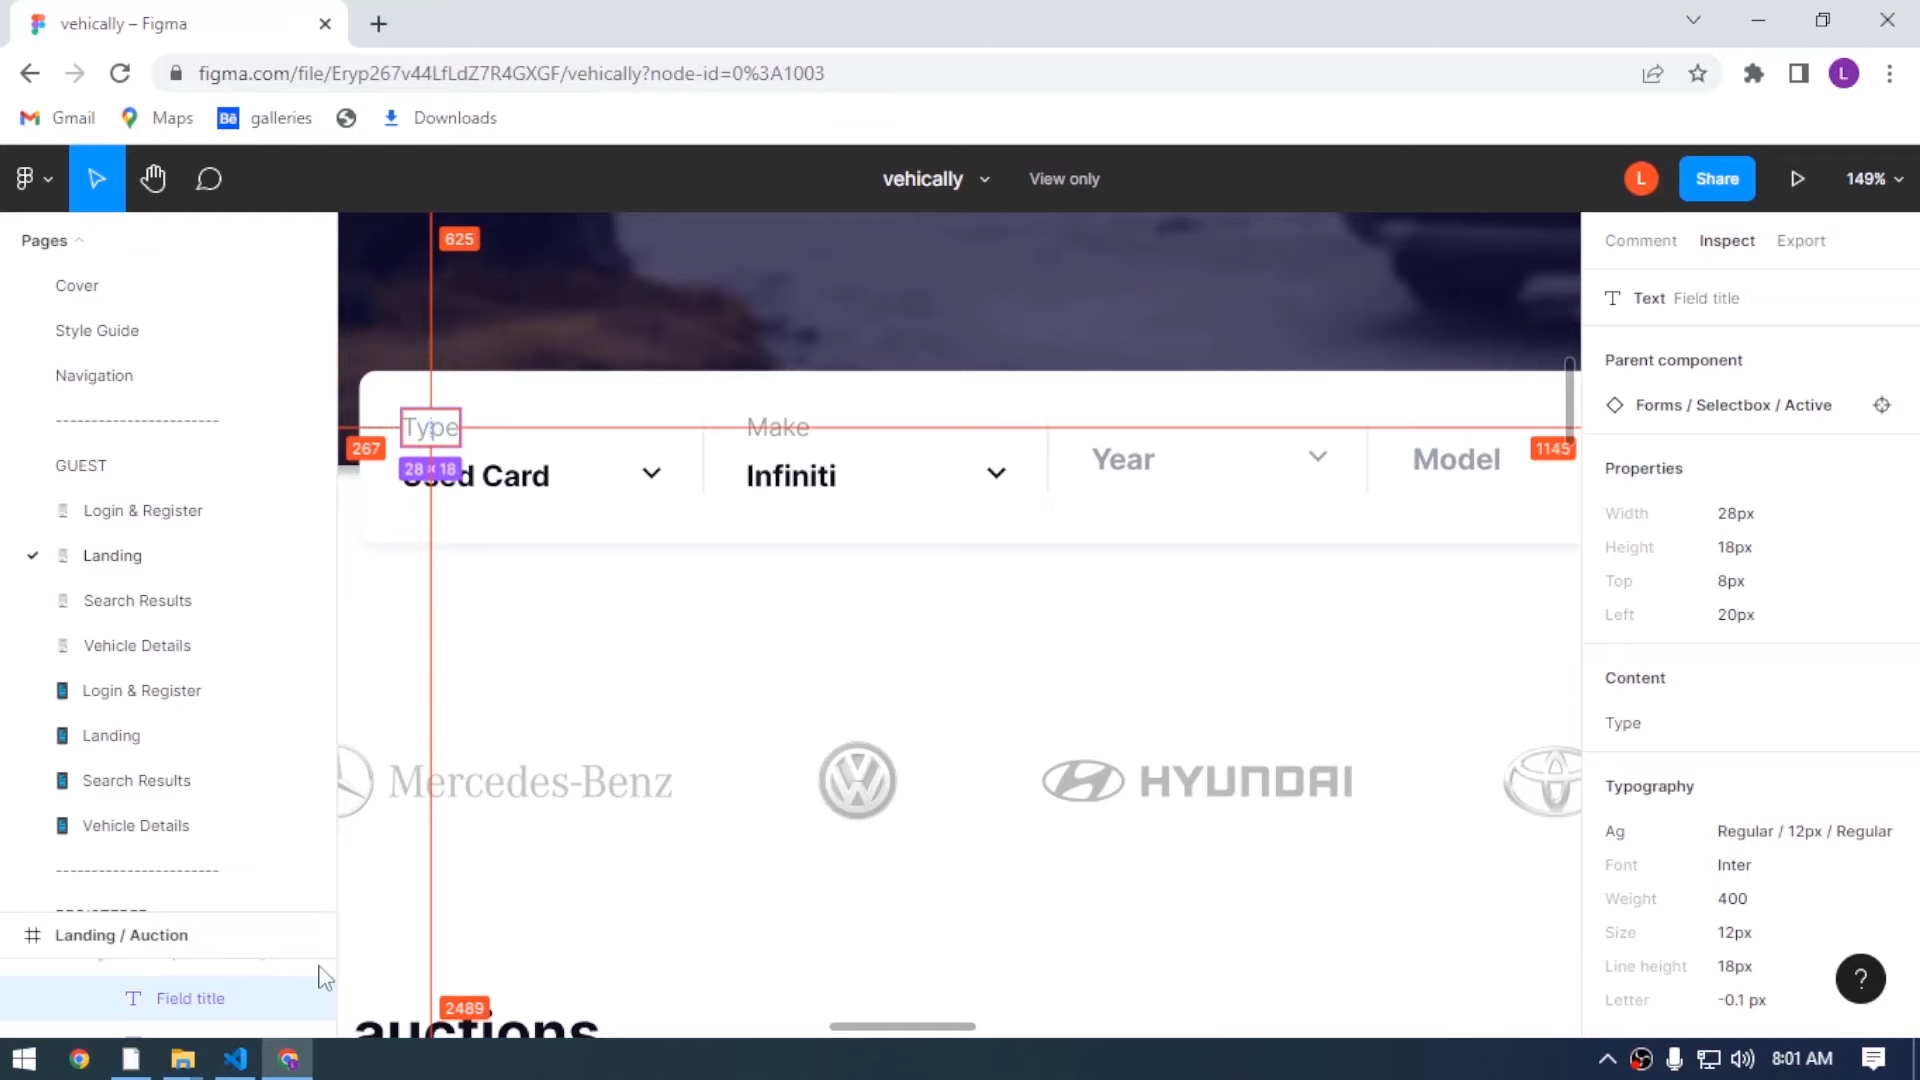 vehically – Figma
figma.com/file/Eryp267v44LfLdZ7R4GXGF/vehically?node-id=0%3A1003
L
Gmail
Maps
Bē galleries
Downloads
vehically
View only
L
Share
149%
Pages
Cover
Style Guide
Navigation
-----------------------
GUEST
Login & Register
Landing
Search Results
Vehicle Details
Login & Register
Landing
Search Results
Vehicle Details
-----------------------
Landing / Auction
Field title
625
267
1145
2489
28 × 18
Type
Used Card
Make
Infiniti
Year
Model
Mercedes-Benz
HYUNDAI
auctions
Comment Inspect Export
Text Field title
Parent component
Forms / Selectbox / Active
Properties
Width 28px
Height 18px
Top 8px
Left 20px
Content
Type
Typography
Ag Regular / 12px / Regular
Font Inter
Weight 400
Size 12px
Line height 18px
Letter -0.1 px
?
8:01 AM